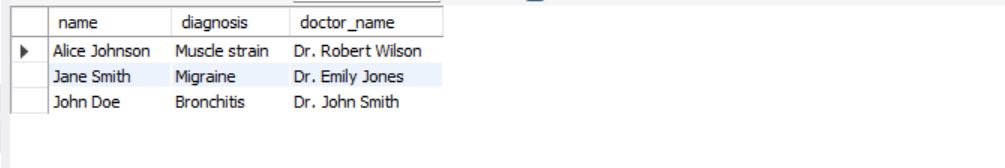 name diagnosis doctor_name
Alice Johnson Muscle strain Dr. Robert Wilson
Jane Smith Migraine Dr. Emily Jones
John Doe Bronchitis Dr. John Smith